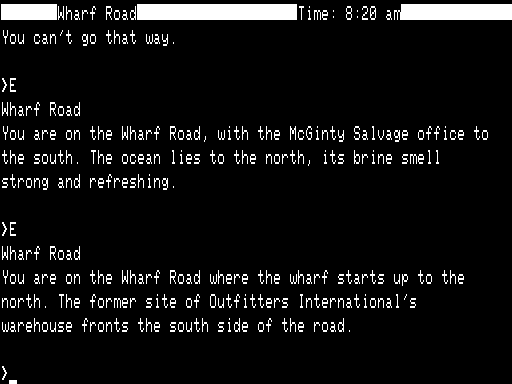 Wharf Road Time: 8:20 am
You can't go that way.
>E
Wharf Road
You are on the Wharf Road, with the McGinty Salvage office to
the south. The ocean lies to the north, its brine smell
strong and refreshing.
>E
Wharf Road
You are on the Wharf Road where the wharf starts up to the
north. The former site of Outfitters International's
warehouse fronts the south side of the road.
>